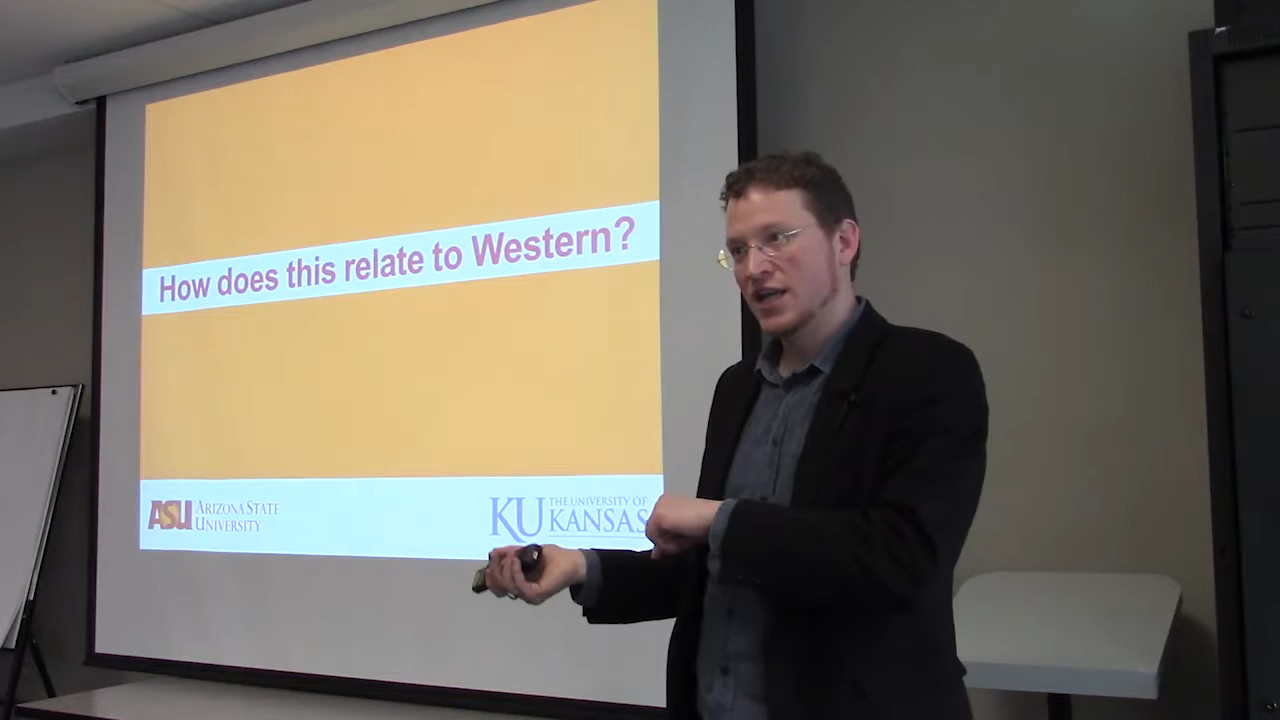 How does this relate to Western?
ASU ARIZONA STATE
UNIVERSITY
KU THE UNIVERSITY OF
KANSAS